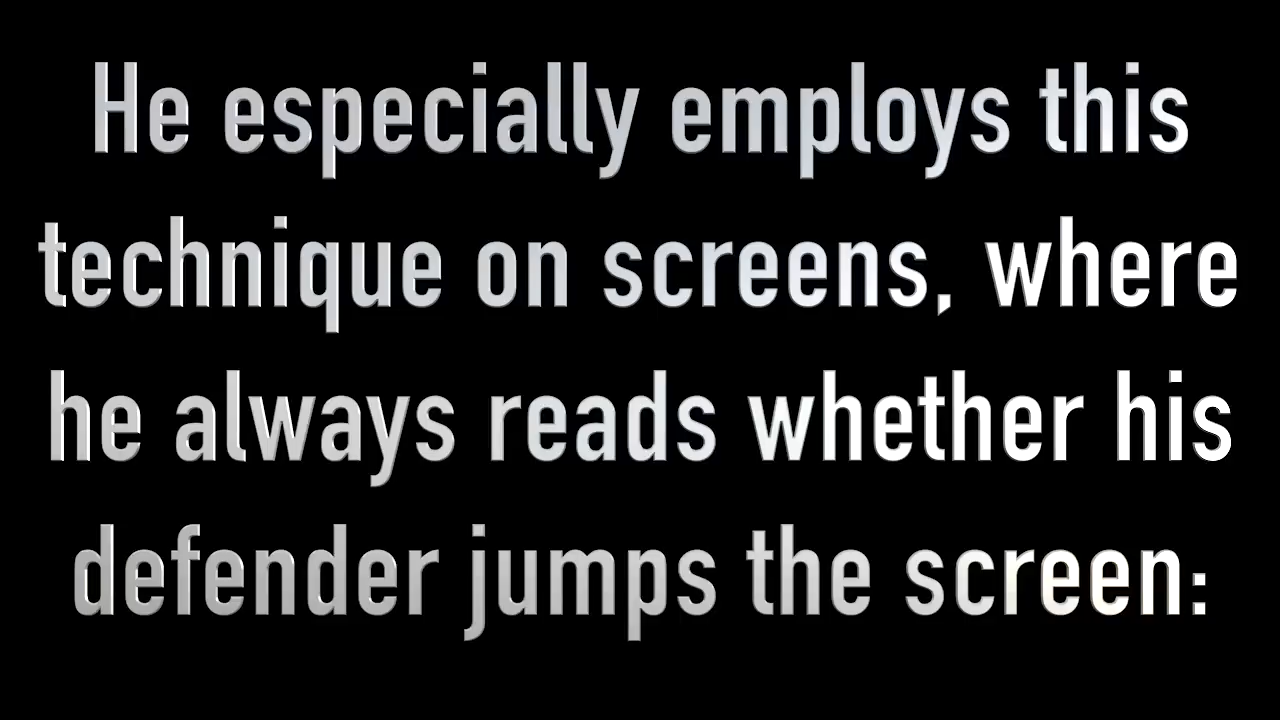 He especially employs this
technique on screens, where
he always reads whether his
defender jumps the screen: